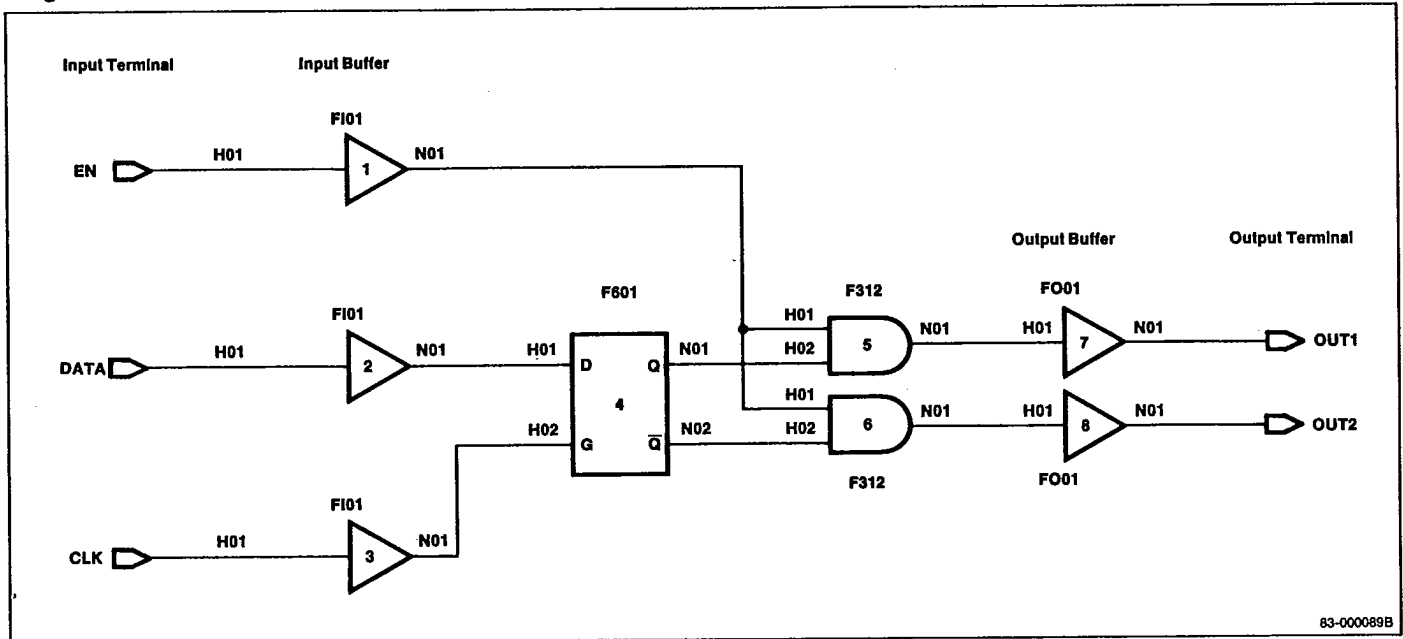 Input Terminal Input Buffer
FI01
EN H01 1 N01
Output Buffer Output Terminal
F601 F312 FO01
FI01
H01 N01 H01 7 N01 OUT1
DATA H01 2 N01 H01 D Q N01 H02 5
4
H01 N01 H01 8 N01 OUT2
H02 G Q̅ N02 H02 6
F312 FO01
FI01
CLK H01 3 N01
83-000089B